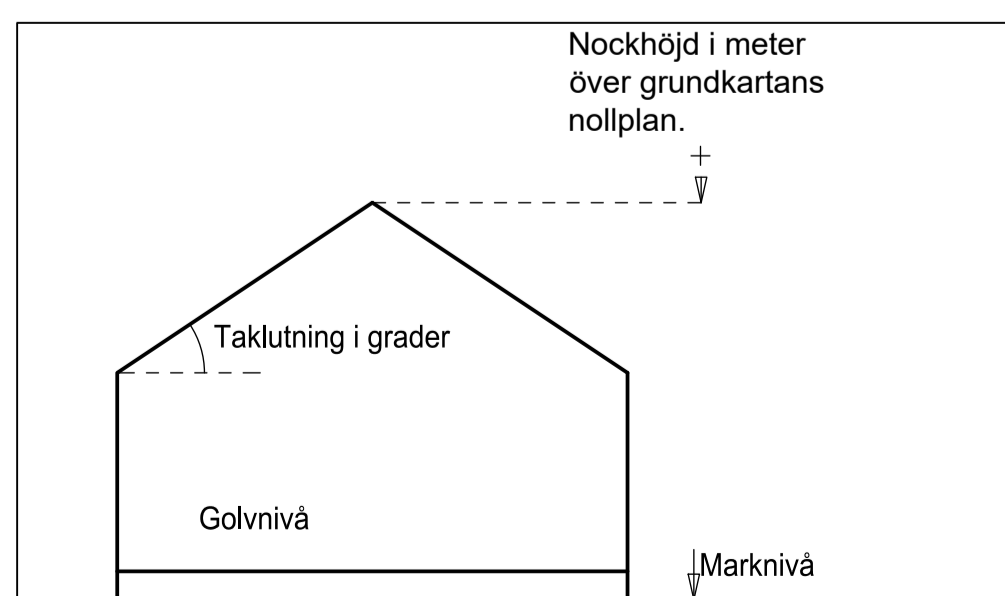 Nockhöjd i meter
över grundkartans
nollplan.
+
Taklutning i grader
Golvnivå
Marknivå